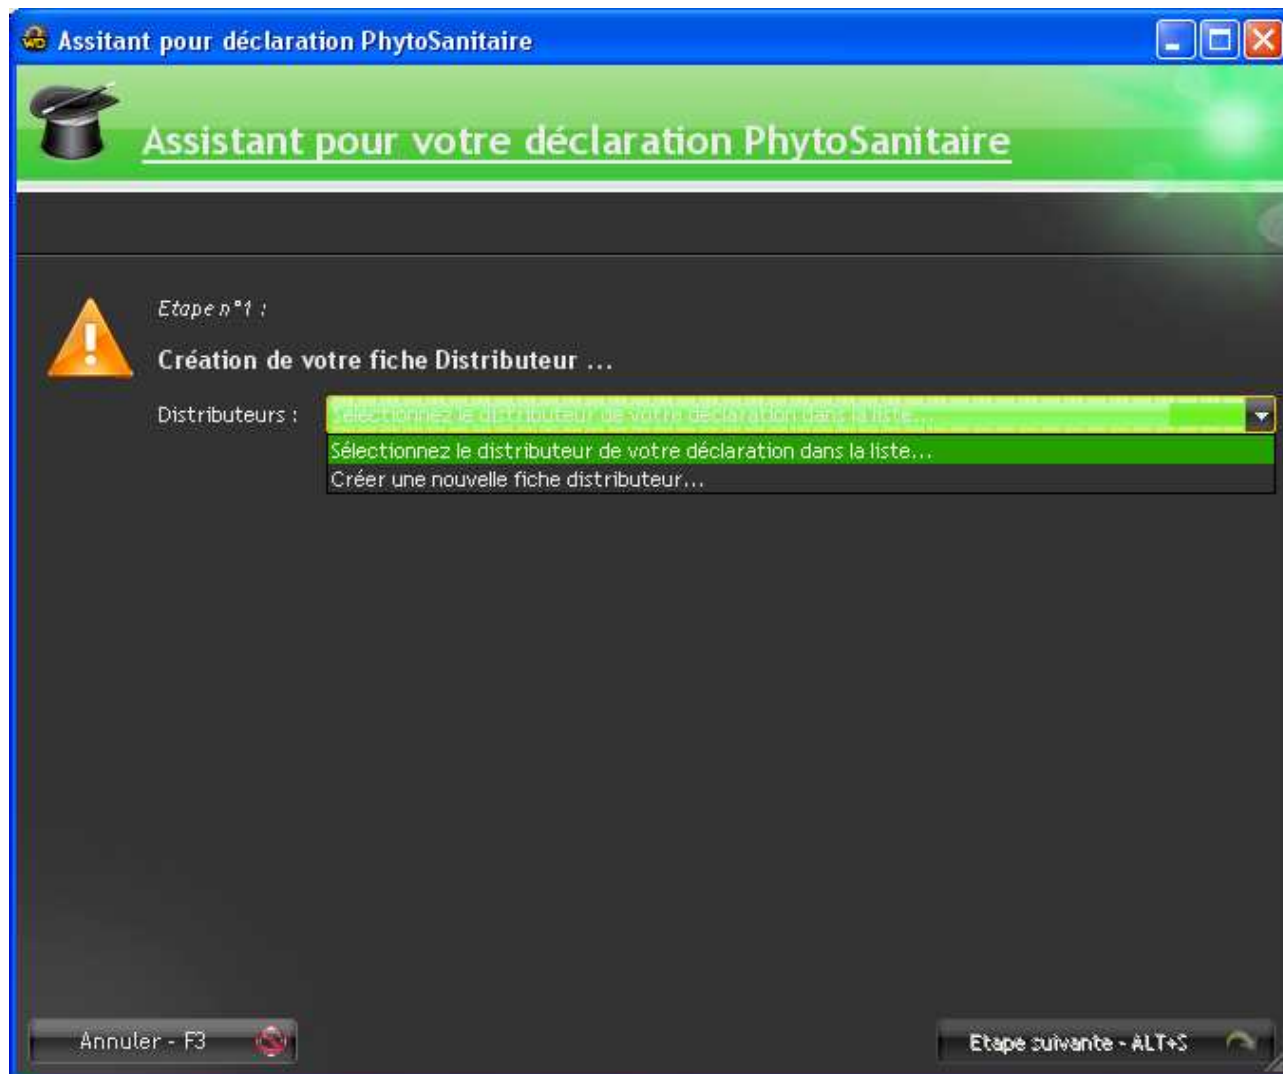 Assitant pour déclaration PhytoSanitaire
Assistant pour votre déclaration PhytoSanitaire
Etape n°1 :
Création de votre fiche Distributeur ...
Distributeurs : Sélectionnez le distributeur de votre déclaration dans la liste...
Sélectionnez le distributeur de votre déclaration dans la liste...
Créer une nouvelle fiche distributeur...
Annuler - F3
Etape suivante - ALT+S